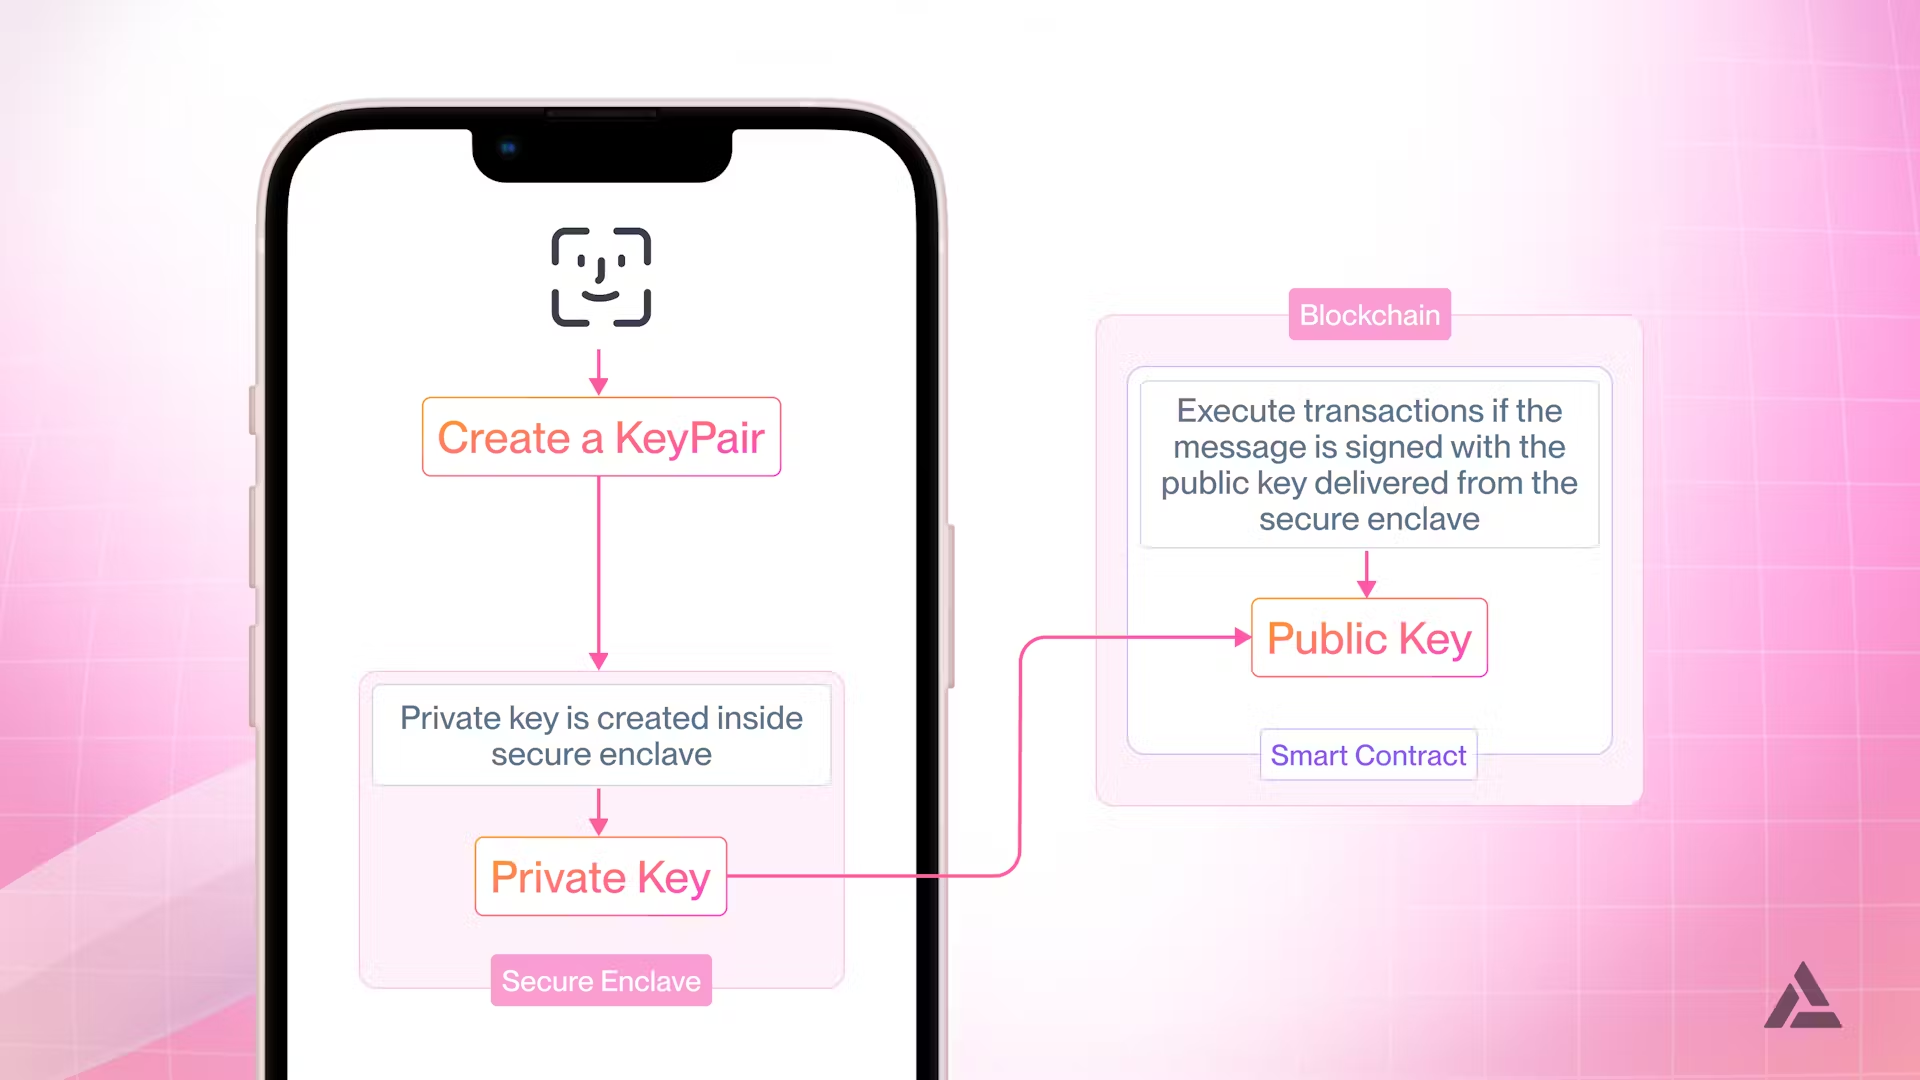 Create a KeyPair
Private key is created inside
secure enclave
Private Key
Secure Enclave
Blockchain
Execute transactions if the
message is signed with the
public key delivered from the
secure enclave
Public Key
Smart Contract